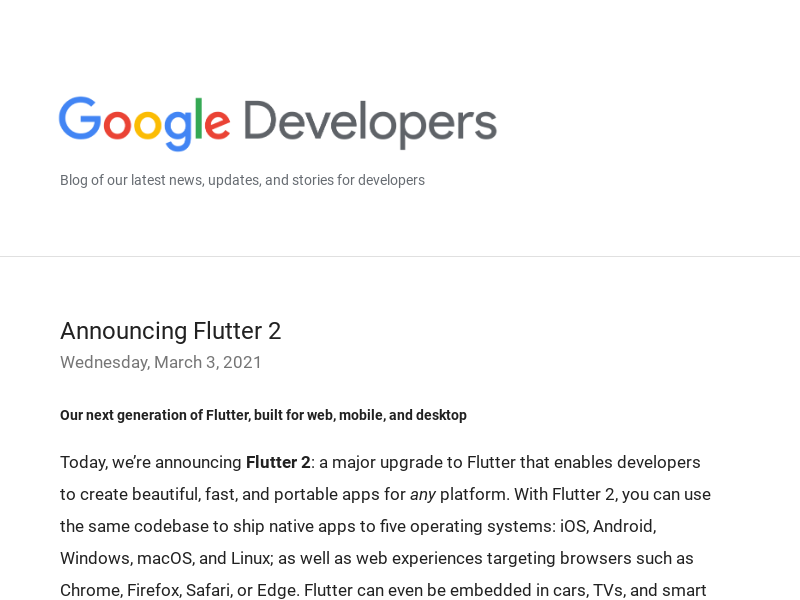 Google Developers
Blog of our latest news, updates, and stories for developers
Announcing Flutter 2
Wednesday, March 3, 2021
Our next generation of Flutter, built for web, mobile, and desktop
Today, we’re announcing Flutter 2: a major upgrade to Flutter that enables developers
to create beautiful, fast, and portable apps for any platform. With Flutter 2, you can use
the same codebase to ship native apps to five operating systems: iOS, Android,
Windows, macOS, and Linux; as well as web experiences targeting browsers such as
Chrome, Firefox, Safari, or Edge. Flutter can even be embedded in cars, TVs, and smart